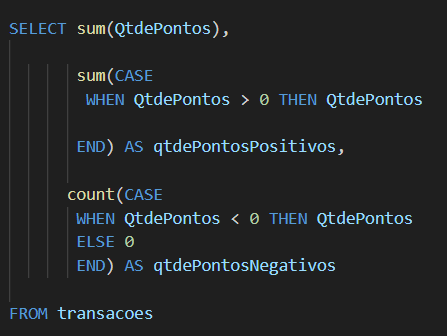 SELECT sum(QtdePontos),
sum(CASE
WHEN QtdePontos > 0 THEN QtdePontos
END) AS qtdePontosPositivos,
count(CASE
WHEN QtdePontos < 0 THEN QtdePontos
ELSE 0
END) AS qtdePontosNegativos
FROM transacoes